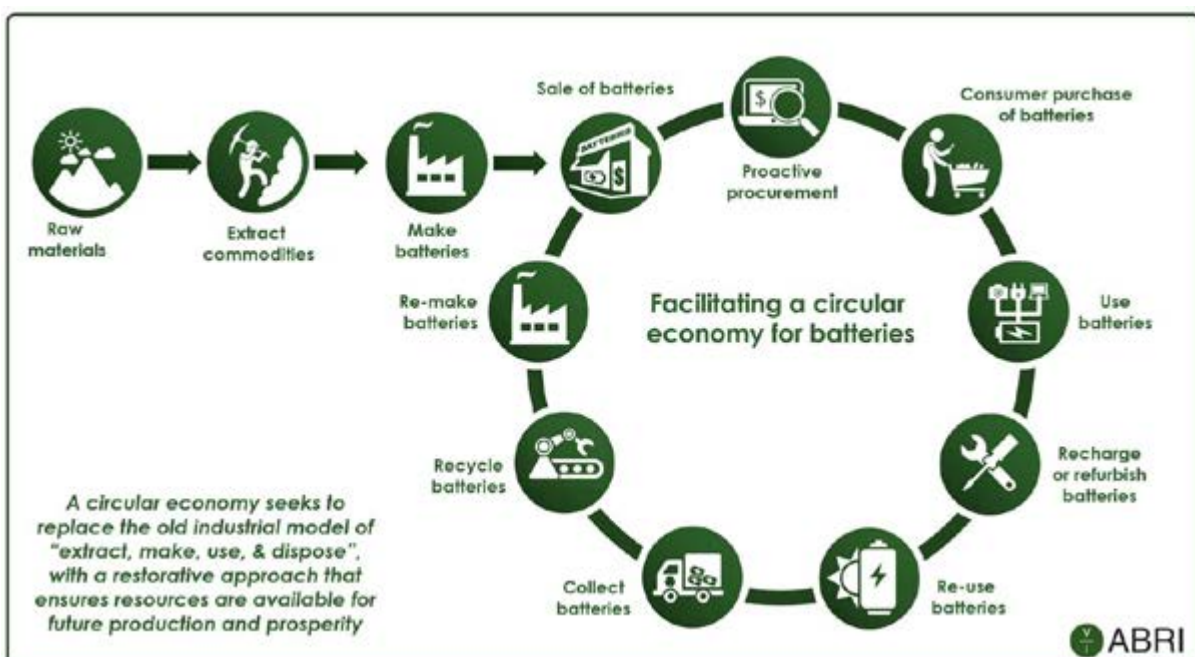 Sale of batteries
Proactive
procurement
Consumer purchase
of batteries
Raw
materials
Extract
commodities
Make
batteries
Re-make
batteries
Facilitating a circular
economy for batteries
Use
batteries
Recycle
batteries
Recharge
or refurbish
batteries
Collect
batteries
Re-use
batteries
A circular economy seeks to
replace the old industrial model of
"extract, make, use, & dispose",
with a restorative approach that
ensures resources are available for
future production and prosperity
BATTERIES
$
$
ABRI